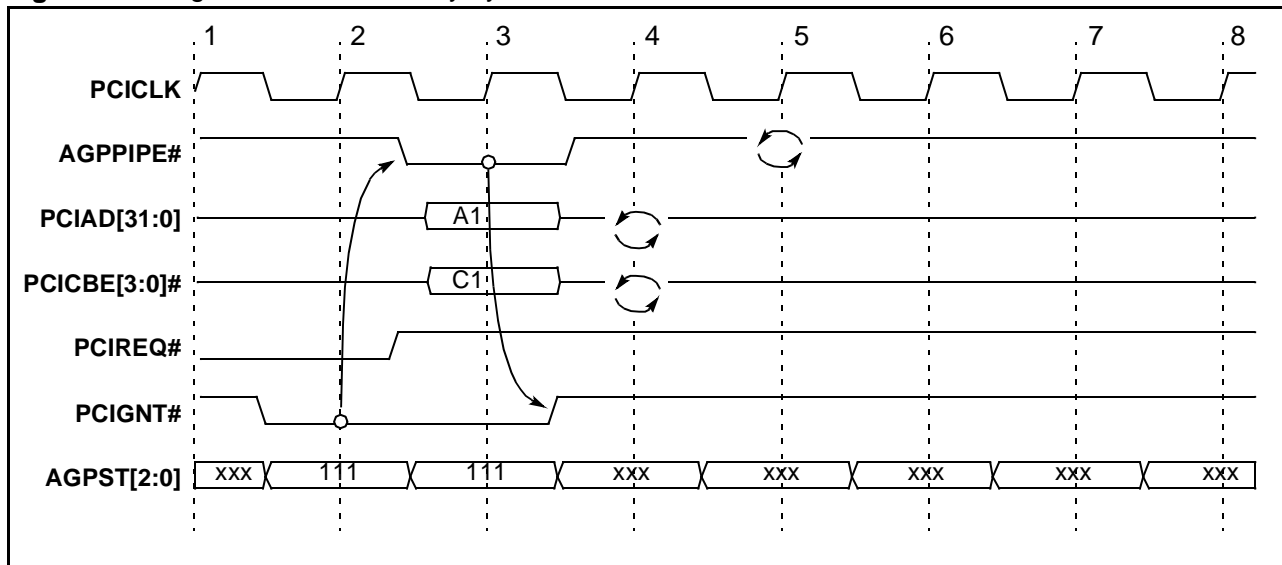 1 2 3 4 5 6 7 8
PCICLK
AGPPIPE#
PCIAD[31:0] A1
PCICBE[3:0]# C1
PCIREQ#
PCIGNT#
AGPST[2:0] xxx 111 111 xxx xxx xxx xxx xxx